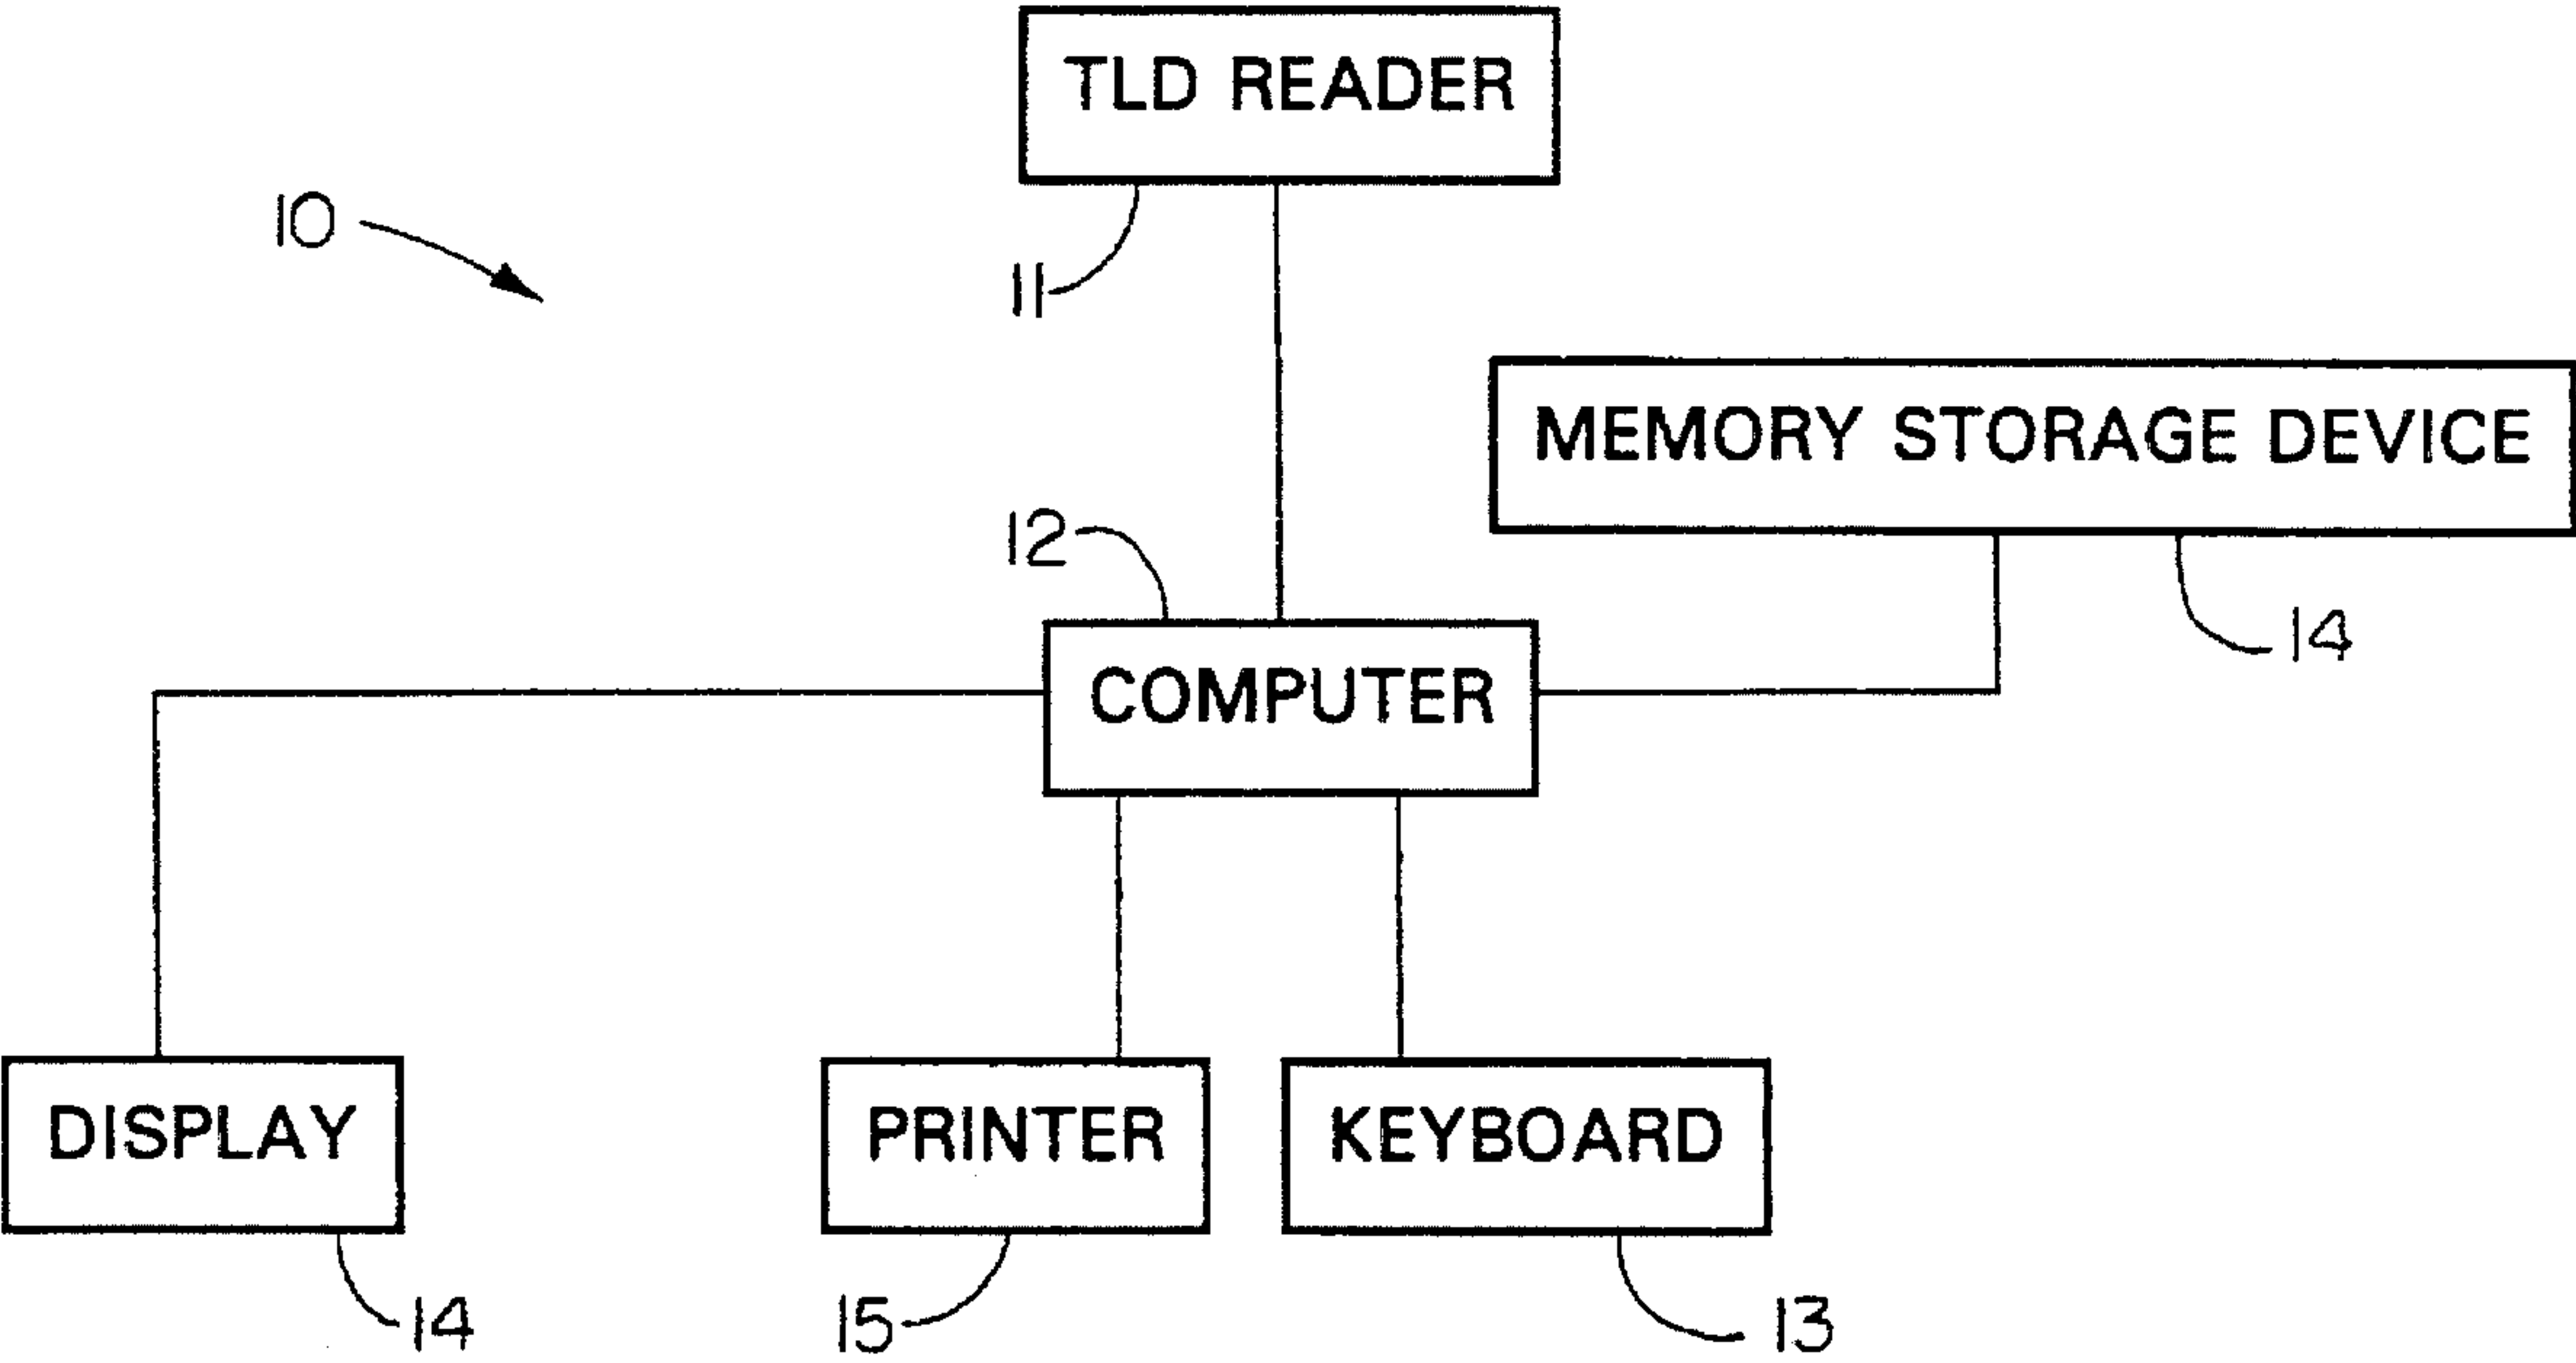 TLD READER
10
11
MEMORY STORAGE DEVICE
12
14
COMPUTER
DISPLAY
PRINTER
KEYBOARD
14
15
13